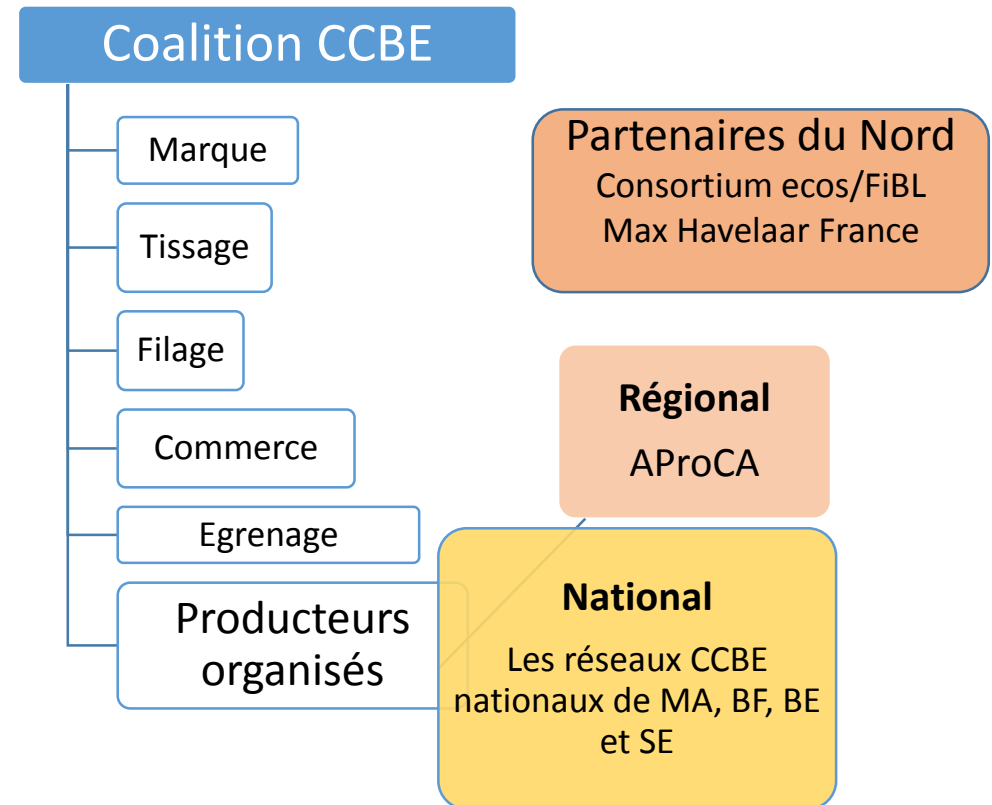 Coalition CCBE
Marque
Tissage
Filage
Commerce
Egrenage
Producteurs
organisés
Partenaires du Nord
Consortium ecos/FiBL
Max Havelaar France
Régional
AProCA
National
Les réseaux CCBE
nationaux de MA, BF, BE
et SE